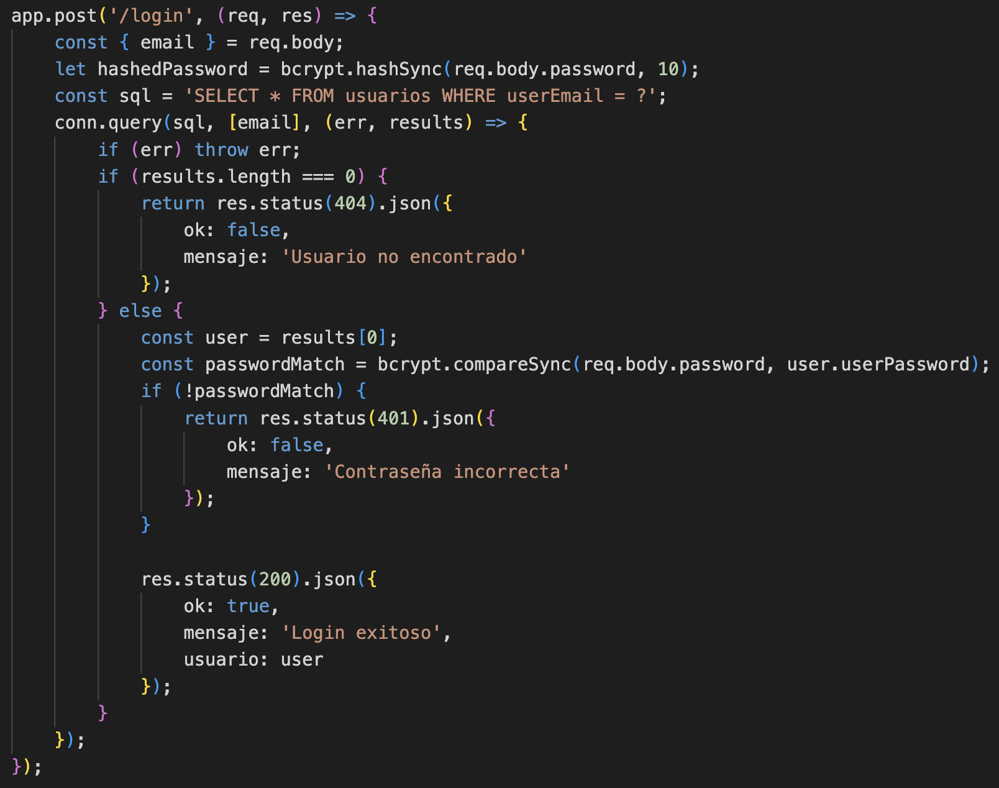 app.post('/login', (req, res) => {
    const { email } = req.body;
    let hashedPassword = bcrypt.hashSync(req.body.password, 10);
    const sql = 'SELECT * FROM usuarios WHERE userEmail = ?';
    conn.query(sql, [email], (err, results) => {
        if (err) throw err;
        if (results.length === 0) {
            return res.status(404).json({
                ok: false,
                mensaje: 'Usuario no encontrado'
            });
        } else {
            const user = results[0];
            const passwordMatch = bcrypt.compareSync(req.body.password, user.userPassword);
            if (!passwordMatch) {
                return res.status(401).json({
                    ok: false,
                    mensaje: 'Contraseña incorrecta'
                });
            }

            res.status(200).json({
                ok: true,
                mensaje: 'Login exitoso',
                usuario: user
            });
        }
    });
});